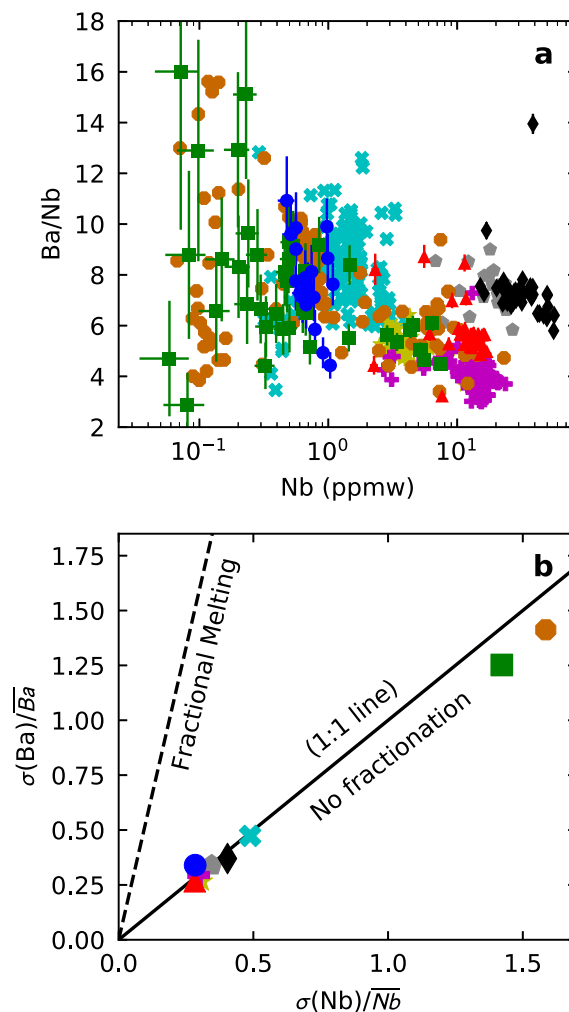 18
16
14
12
10
8
6
4
2
Ba/Nb
a
10⁻¹ 10⁰ 10¹
Nb (ppmw)
1.75
1.50
1.25
1.00
0.75
0.50
0.25
0.00
σ(Ba)/B̅a̅
b
Fractional Melting
(1:1 line)
No fractionation
0.0 0.5 1.0 1.5
σ(Nb)/N̅b̅